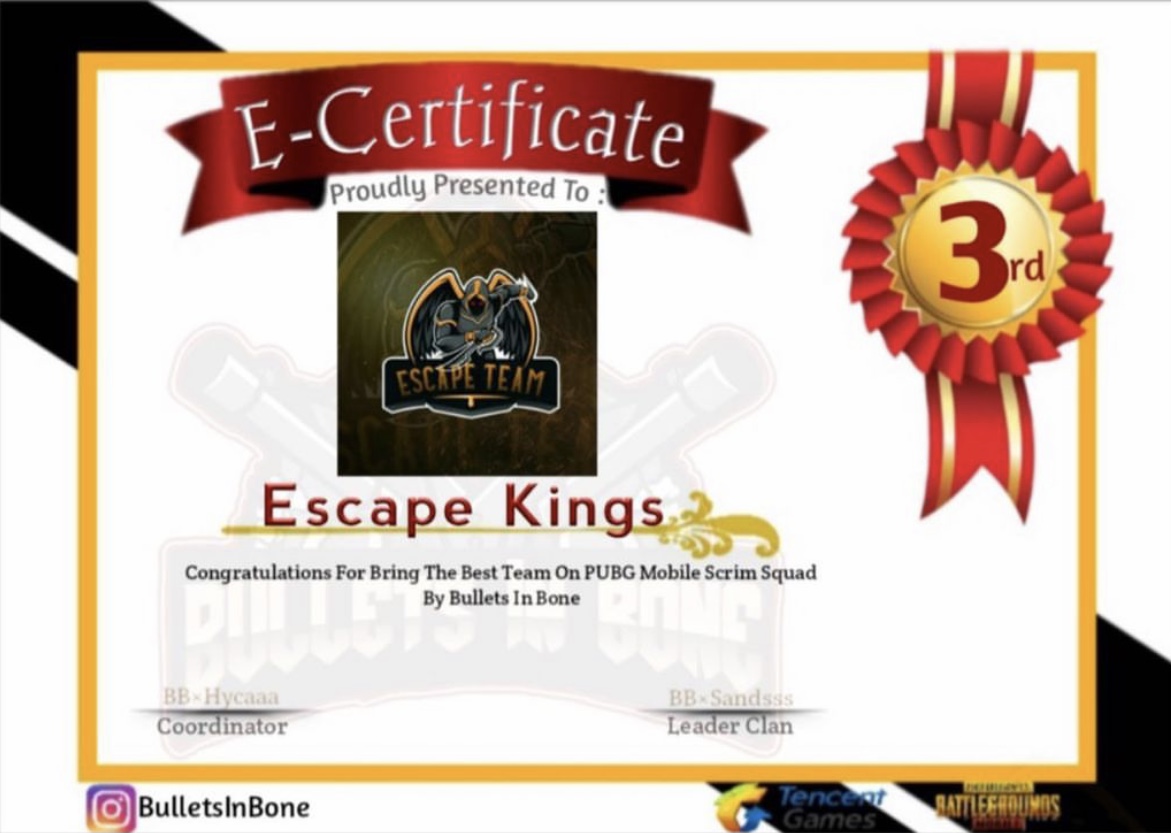 E-Certificate
Proudly Presented To :
3rd
ESCAPE TEAM
Escape Kings
Congratulations For Bring The Best Team On PUBG Mobile Scrim Squad
By Bullets In Bone
BULLETS IN BONE
BB×Hycaaa
BB×Sandsss
Coordinator
Leader Clan
BulletsInBone
Tencent
Games
BATTLEGROUNDS